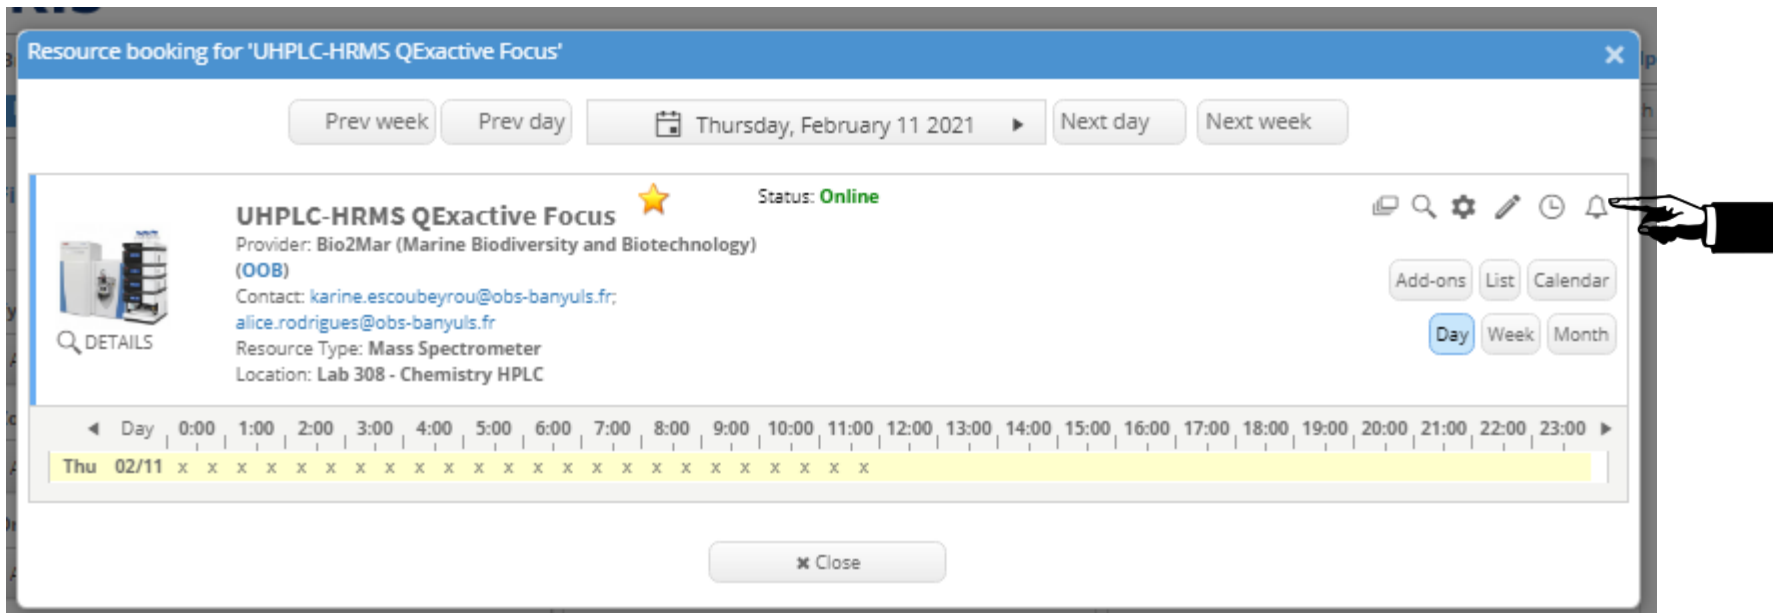 Resource booking for 'UHPLC-HRMS QExactive Focus'
Prev week Prev day Thursday, February 11 2021 Next day Next week
UHPLC-HRMS QExactive Focus
Status: Online
Provider: Bio2Mar (Marine Biodiversity and Biotechnology)
(OOB)
Contact: karine.escoubeyrou@obs-banyuls.fr;
alice.rodrigues@obs-banyuls.fr
Resource Type: Mass Spectrometer
Location: Lab 308 - Chemistry HPLC
DETAILS
Add-ons List Calendar
Day Week Month
Day 0:00 1:00 2:00 3:00 4:00 5:00 6:00 7:00 8:00 9:00 10:00 11:00 12:00 13:00 14:00 15:00 16:00 17:00 18:00 19:00 20:00 21:00 22:00 23:00
Thu 02/11 x x x x x x x x x x x x x x x x x x x x x x x x
Close